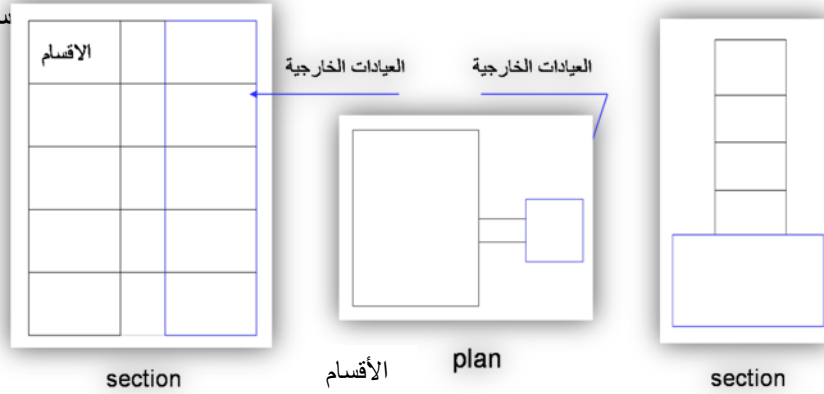 الاقسام
العيادات الخارجية
العيادات الخارجية
section
الأقسام
plan
section